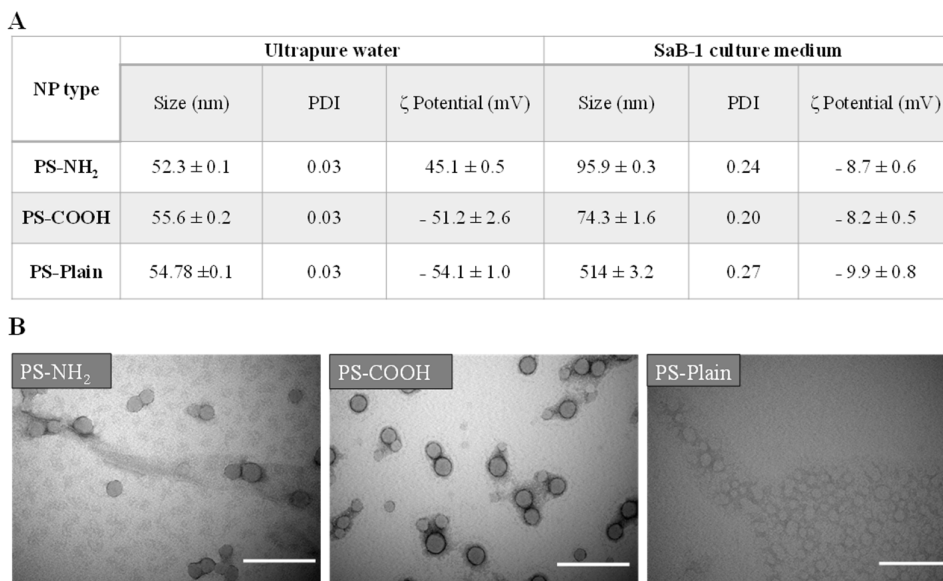 A
NP type Ultrapure water SaB-1 culture medium
Size (nm) PDI ζ Potential (mV) Size (nm) PDI ζ Potential (mV)
PS-NH₂ 52.3 ± 0.1 0.03 45.1 ± 0.5 95.9 ± 0.3 0.24 - 8.7 ± 0.6
PS-COOH 55.6 ± 0.2 0.03 - 51.2 ± 2.6 74.3 ± 1.6 0.20 - 8.2 ± 0.5
PS-Plain 54.78 ±0.1 0.03 - 54.1 ± 1.0 514 ± 3.2 0.27 - 9.9 ± 0.8
B
PS-NH₂ PS-COOH PS-Plain